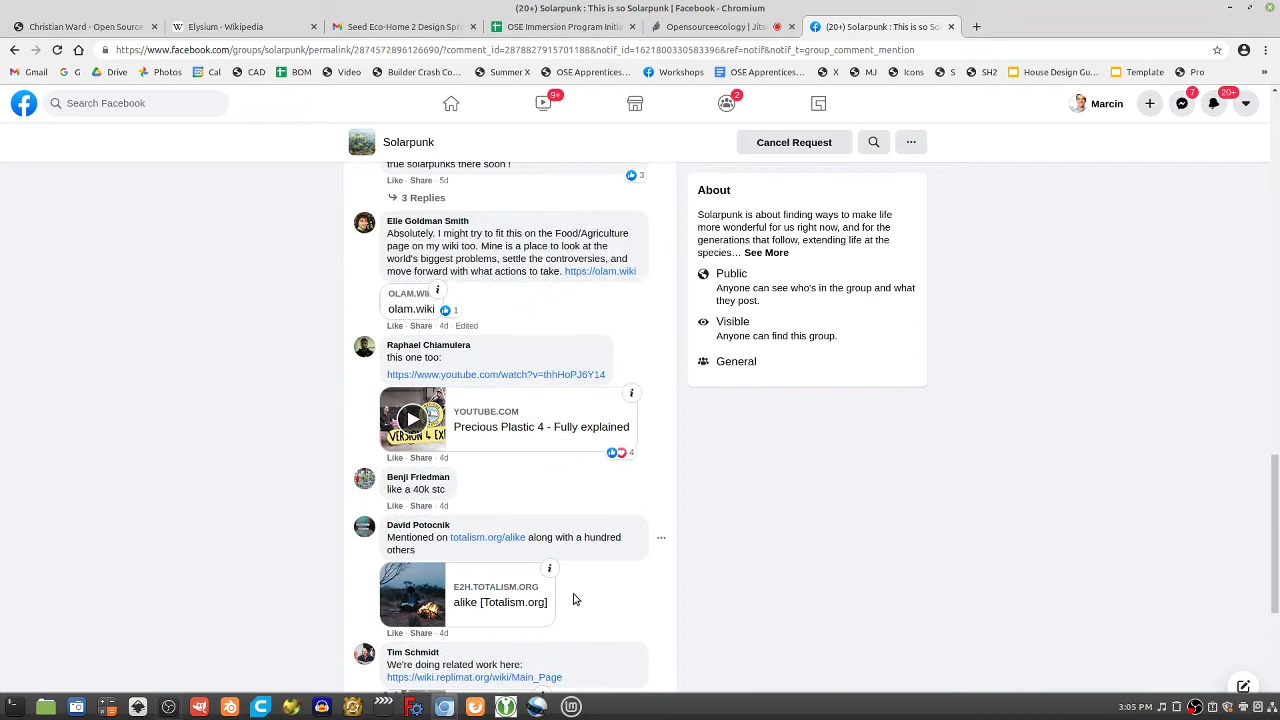 (20+) Solarpunk : This is so Solarpunk | Facebook - Chromium
Christian Ward - Open Source
Elysium - Wikipedia
Seed Eco-Home 2 Design Spri
OSE Immersion Program Initia
Opensourceecology | Jits
(20+) Solarpunk : This is so So
https://www.facebook.com/groups/solarpunk/permalink/2874572896126690/?comment_id=2878827915701188&notif_id=1621800330583396&ref=notif&notif_t=group_comment_mention
Gmail
G
Drive
Photos
Cal
CAD
BOM
Video
Builder Crash Co...
Summer X
OSE Apprentices...
Workshops
OSE Apprentices...
X
MJ
Icons
S
SH2
House Design Gu...
Template
Pro
»
Search Facebook
9+
2
Marcin
7
20+
Solarpunk
Cancel Request
true solarpunks there soon !
Like · Share · 5d
3
3 Replies
Elle Goldman Smith
Absolutely. I might try to fit this on the Food/Agriculture
page on my wiki too. Mine is a place to look at the
world's biggest problems, settle the controversies, and
move forward with what actions to take. https://olam.wiki
OLAM.WI
olam.wiki
1
Like · Share · 4d · Edited
Raphael Chiamulera
this one too:
https://www.youtube.com/watch?v=thhHoPJ6Y14
VERSION 4 EX
YOUTUBE.COM
Precious Plastic 4 - Fully explained
4
Like · Share · 4d
Benji Friedman
like a 40k stc
Like · Share · 4d
David Potocnik
Mentioned on totalism.org/alike along with a hundred
others
E2H.TOTALISM.ORG
alike [Totalism.org]
Like · Share · 4d
Tim Schmidt
We're doing related work here:
https://wiki.replimat.org/wiki/Main_Page
About
Solarpunk is about finding ways to make life
more wonderful for us right now, and for the
generations that follow, extending life at the
species… See More
Public
Anyone can see who's in the group and what
they post.
Visible
Anyone can find this group.
General
3:05 PM